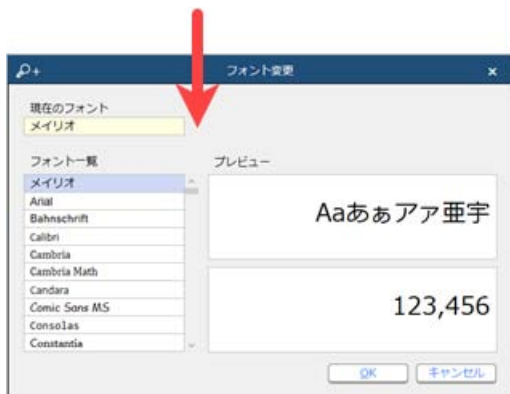 フォント変更
現在のフォント
メイリオ
フォント一覧
メイリオ
Arial
Bahnschrift
Calibri
Cambria
Cambria Math
Candara
Comic Sans MS
Consolas
Constantia
プレビュー
Aaあぁアァ亜宇
123,456
OK
キャンセル